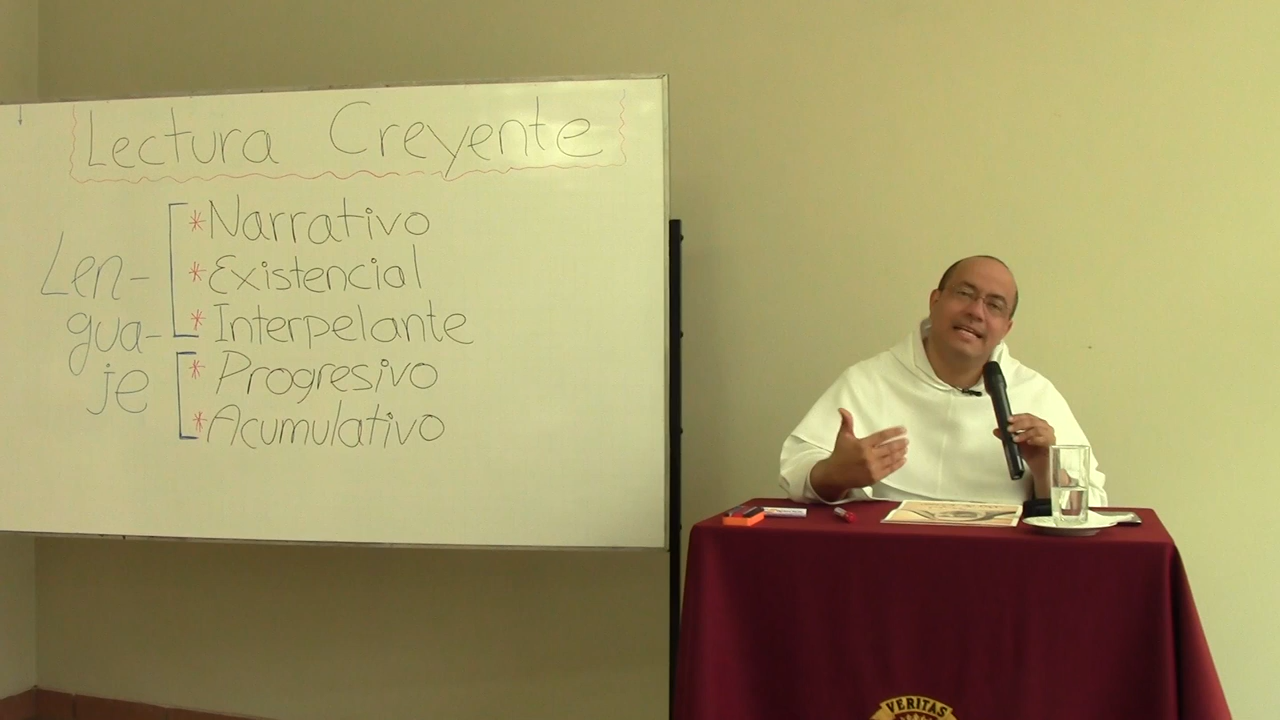 Lectura Creyente
* Narrativo
* Existencial
* Interpelante
* Progresivo
* Acumulativo
Len-
gua-
je
VERITAS